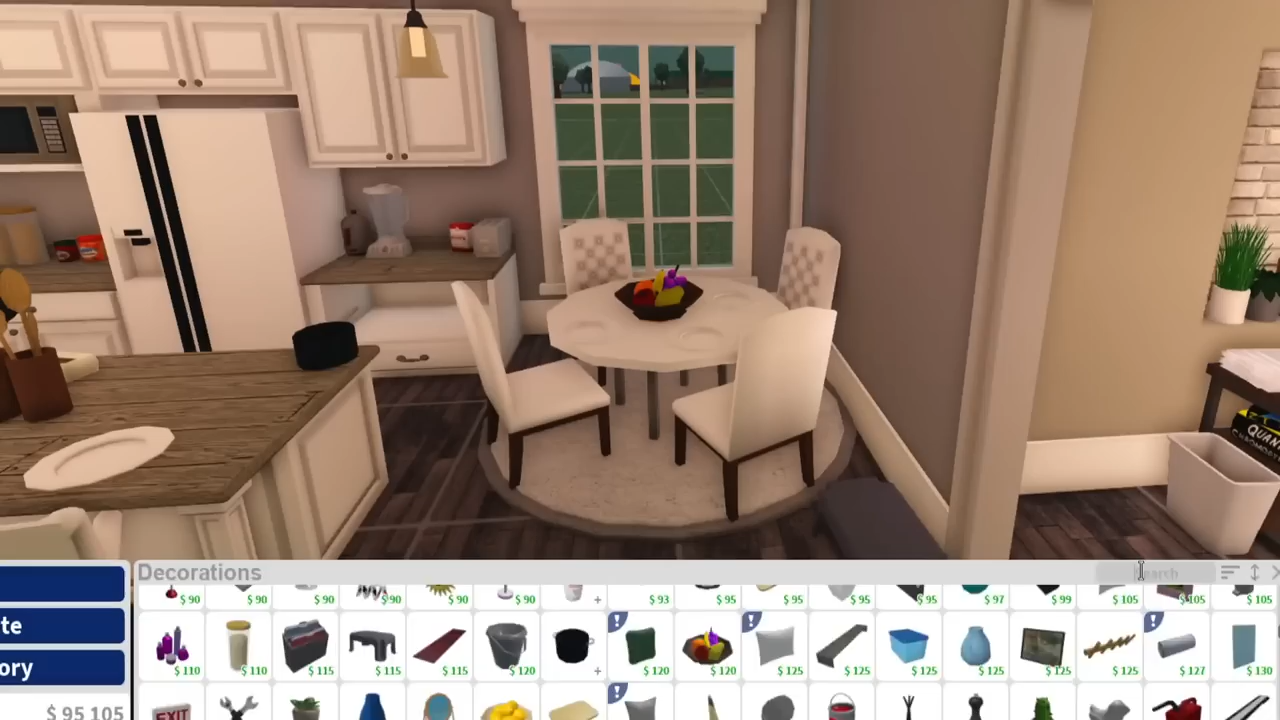 QUAN
Decorations
Search
$ 90 $ 90 $ 90 $ 90 $ 90 $ 90 + $ 93 $ 95 $ 95 $ 95 $ 95 $ 97 $ 99 $ 105 $ 105 $ 105
te
! ! !
$ 110 $ 110 $ 115 $ 115 $ 115 $ 120 + $ 120 $ 120 $ 125 $ 125 $ 125 $ 125 $ 125 $ 125 $ 127 $ 130
ory
!
EXIT
$ 95 105